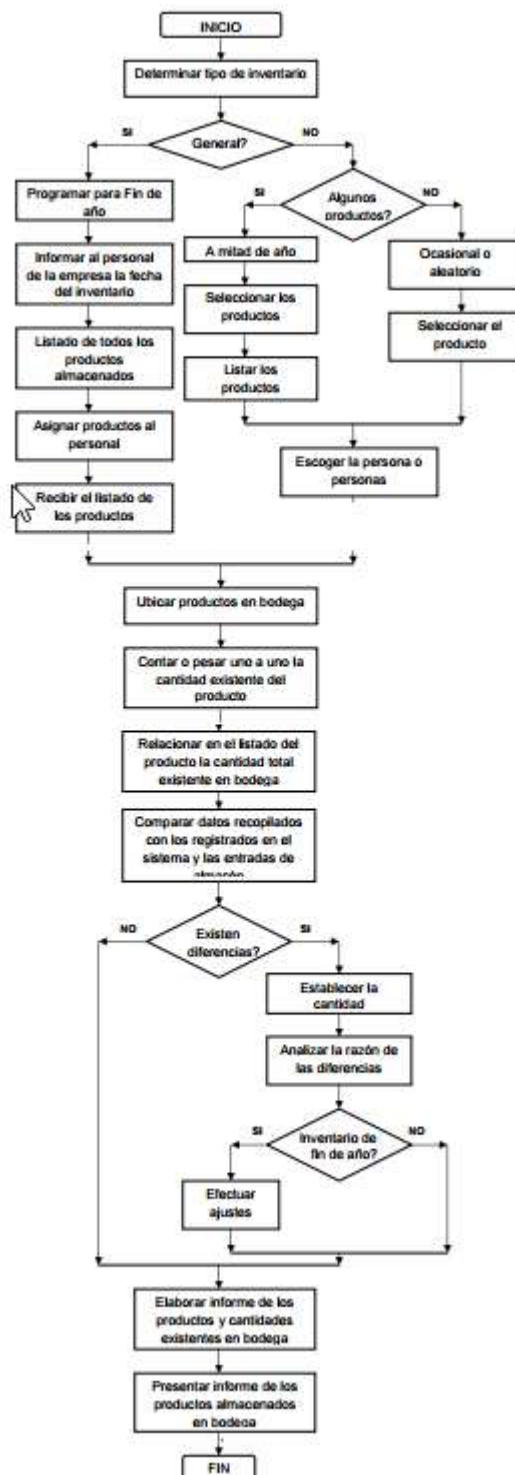 INICIO
Determinar tipo de inventario
SI
NO
General?
Programar para Fin de
año
SI
NO
Algunos
productos?
Informar al personal
de la empresa la fecha
del inventario
A mitad de año
Ocasional o
aleatorio
Seleccionar los
productos
Seleccionar el
producto
Listado de todos los
productos
almacenados
Listar los
productos
Asignar productos al
personal
Escoger la persona o
personas
Recibir el listado de
los productos
Ubicar productos en bodega
Contar o pesar uno a uno la
cantidad existente del
producto
Relacionar en el listado del
producto la cantidad total
existente en bodega
Comparar datos recopilados
con los registrados en el
sistema y las entradas de
almacén
NO
SI
Existen
diferencias?
Establecer la
cantidad
Analizar la razón de
las diferencias
SI
NO
Inventario de
fin de año?
Efectuar
ajustes
Elaborar informe de los
productos y cantidades
existentes en bodega
Presentar informe de los
productos almacenados
en bodega
FIN